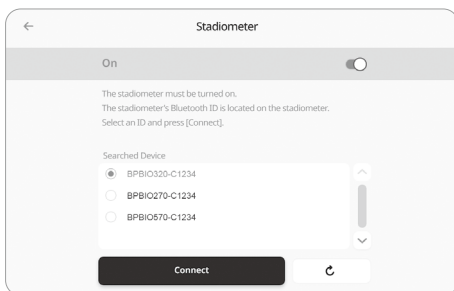 Stadiometer
On
The stadiometer must be turned on.
The stadiometer's Bluetooth ID is located on the stadiometer.
Select an ID and press [Connect].
Searched Device
BPBIO320-C1234
BPBIO270-C1234
BPBIO570-C1234
Connect